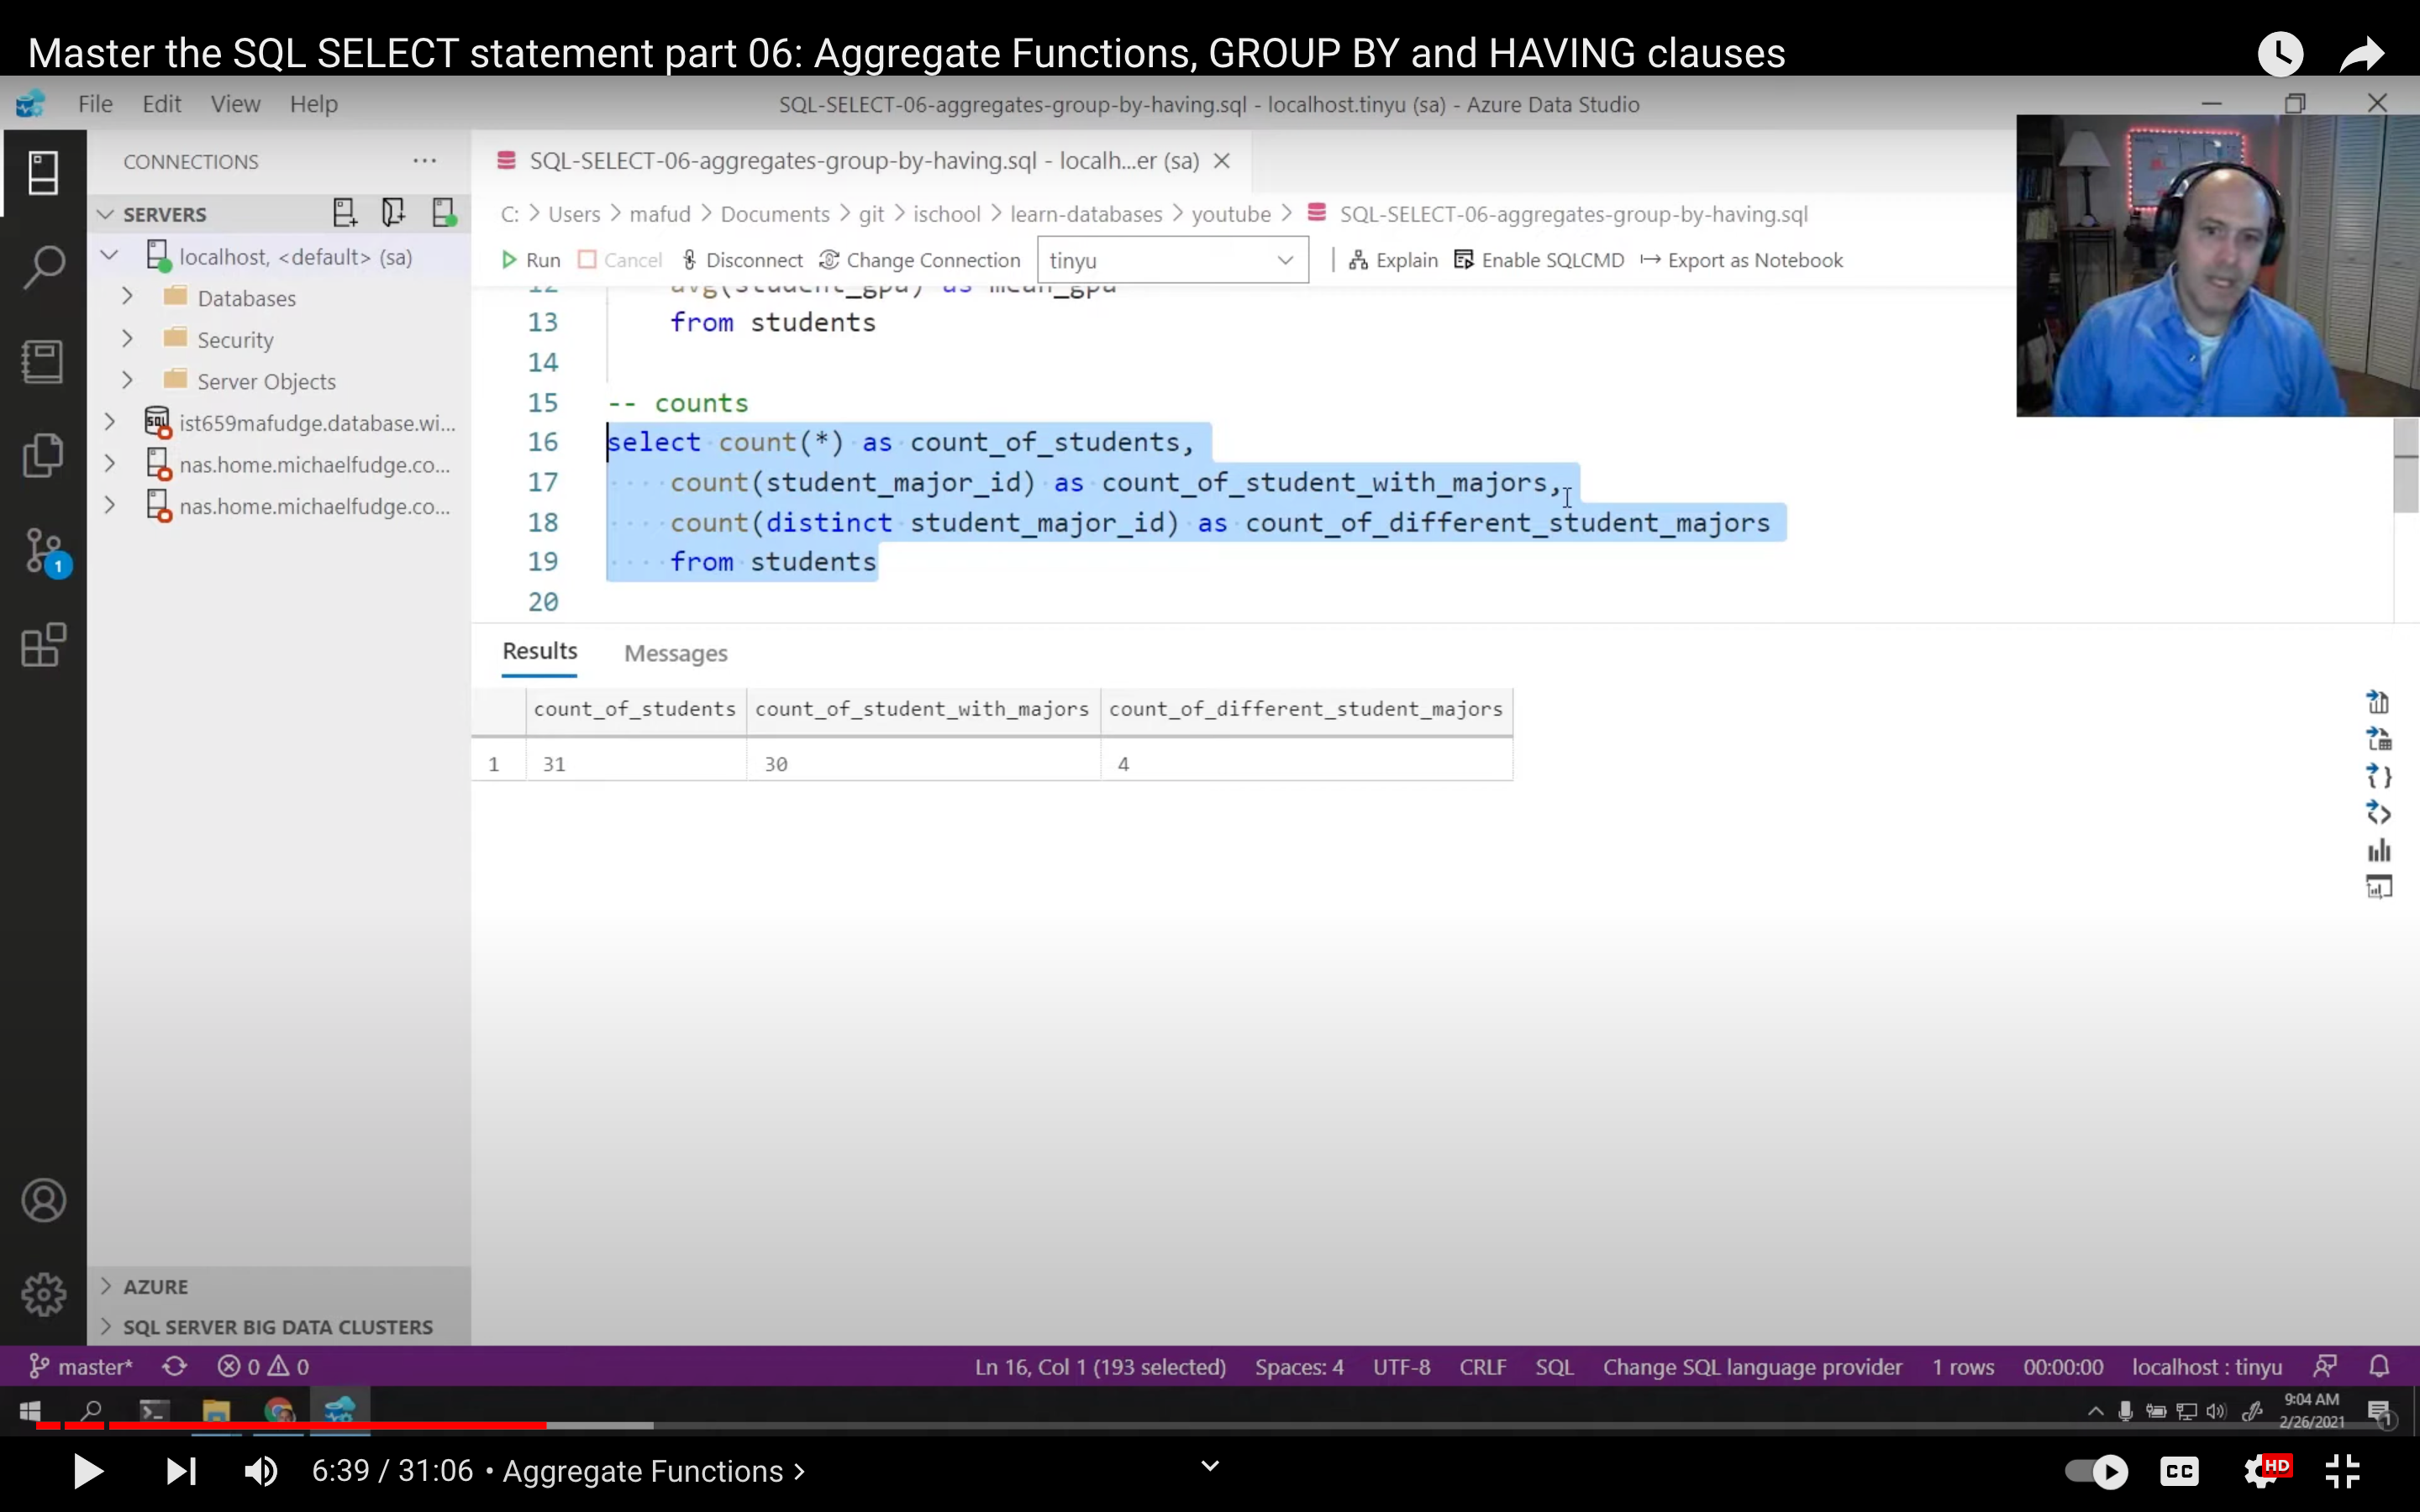 Master the SQL SELECT statement part 06: Aggregate Functions, GROUP BY and HAVING clauses
File Edit View Help
SQL-SELECT-06-aggregates-group-by-having.sql - localhost.tinyu (sa) - Azure Data Studio
CONNECTIONS
SQL-SELECT-06-aggregates-group-by-having.sql - localh...er (sa)
SERVERS
C: > Users > mafud > Documents > git > ischool > learn-databases > youtube > SQL-SELECT-06-aggregates-group-by-having.sql
localhost, <default> (sa)
Run Cancel Disconnect Change Connection tinyu Explain Enable SQLCMD Export as Notebook
Databases
Security
Server Objects
ist659mafudge.database.wi...
nas.home.michaelfudge.co...
nas.home.michaelfudge.co...
1
12 avg(student_gpa) as mean_gpa
13 from students
14
15 -- counts
16 select count(*) as count_of_students,
17 count(student_major_id) as count_of_student_with_majors,
18 count(distinct student_major_id) as count_of_different_student_majors
19 from students
20
Results Messages
count_of_students count_of_student_with_majors count_of_different_student_majors
1 31 30 4
AZURE
SQL SERVER BIG DATA CLUSTERS
master* 0 0 Ln 16, Col 1 (193 selected) Spaces: 4 UTF-8 CRLF SQL Change SQL language provider 1 rows 00:00:00 localhost : tinyu
9:04 AM
2/26/2021
1
6:39 / 31:06 • Aggregate Functions >
CC HD